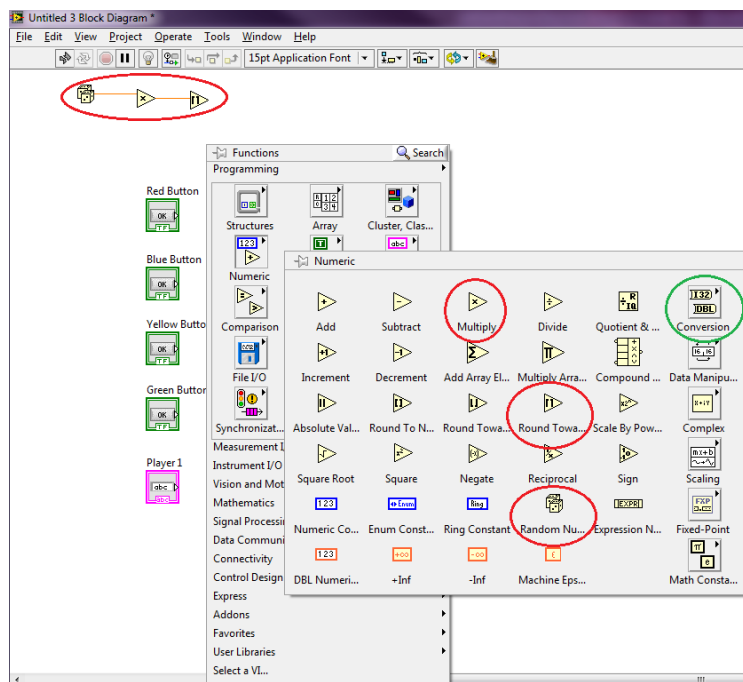 Untitled 3 Block Diagram *
File Edit View Project Operate Tools Window Help
15pt Application Font
Functions
Search
Programming
Red Button
OK
TF
Structures
Array
Cluster, Clas...
Blue Button
OK
TF
Numeric
Numeric
Yellow Butto
OK
TF
Comparison
Add
Subtract
Multiply
Divide
Quotient & ...
Conversion
File I/O
Increment
Decrement
Add Array El...
Multiply Arra...
Compound ...
Data Manipu...
Green Button
OK
TF
Synchronizat...
Absolute Val...
Round To N...
Round Towa...
Round Towa...
Scale By Pow...
Complex
Player 1
abc
abc
Measurement I
Instrument I/O
Vision and Mot
Mathematics
Signal Processi
Data Communi
Connectivity
Control Design
Express
Addons
Favorites
User Libraries
Select a VI...
Square Root
Square
Negate
Reciprocal
Sign
Scaling
Numeric Co...
Enum Const...
Ring Constant
Random Nu...
Expression N...
Fixed-Point
DBL Numeri...
+Inf
-Inf
Machine Eps...
Math Consta...